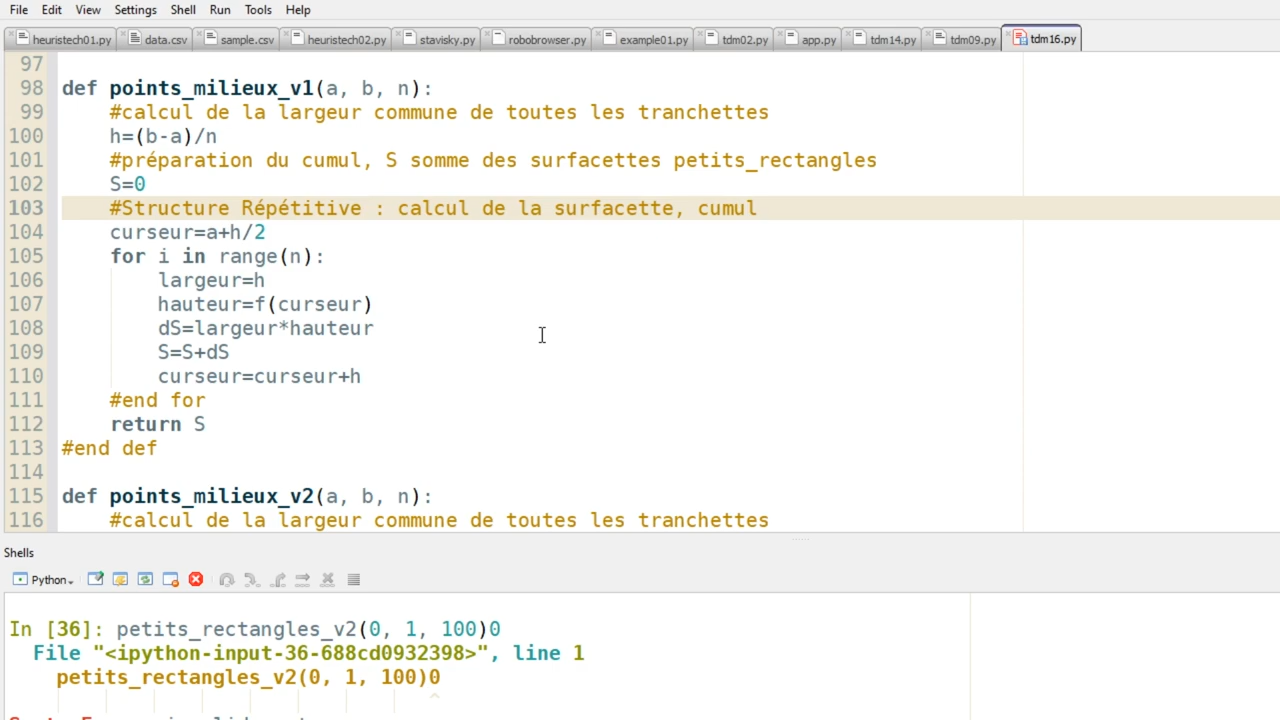 File Edit View Settings Shell Run Tools Help
heuristech01.py data.csv sample.csv heuristech02.py stavisky.py robobrowser.py example01.py tdm02.py app.py tdm14.py tdm09.py tdm16.py
97
98 def points_milieux_v1(a, b, n):
99 #calcul de la largeur commune de toutes les tranchettes
100 h=(b-a)/n
101 #préparation du cumul, S somme des surfacettes petits_rectangles
102 S=0
103 #Structure Répétitive : calcul de la surfacette, cumul
104 curseur=a+h/2
105 for i in range(n):
106 largeur=h
107 hauteur=f(curseur)
108 dS=largeur*hauteur
109 S=S+dS
110 curseur=curseur+h
111 #end for
112 return S
113 #end def
114
115 def points_milieux_v2(a, b, n):
116 #calcul de la largeur commune de toutes les tranchettes
Shells
Python
In [36]: petits_rectangles_v2(0, 1, 100)0
File "<ipython-input-36-688cd0932398>", line 1
petits_rectangles_v2(0, 1, 100)0
^